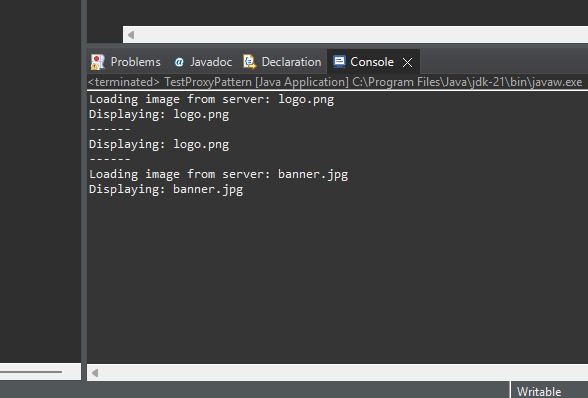 Problems @ Javadoc Declaration Console
<terminated> TestProxyPattern [Java Application] C:\Program Files\Java\jdk-21\bin\javaw.exe
Loading image from server: logo.png
Displaying: logo.png
------
Displaying: logo.png
------
Loading image from server: banner.jpg
Displaying: banner.jpg
Writable